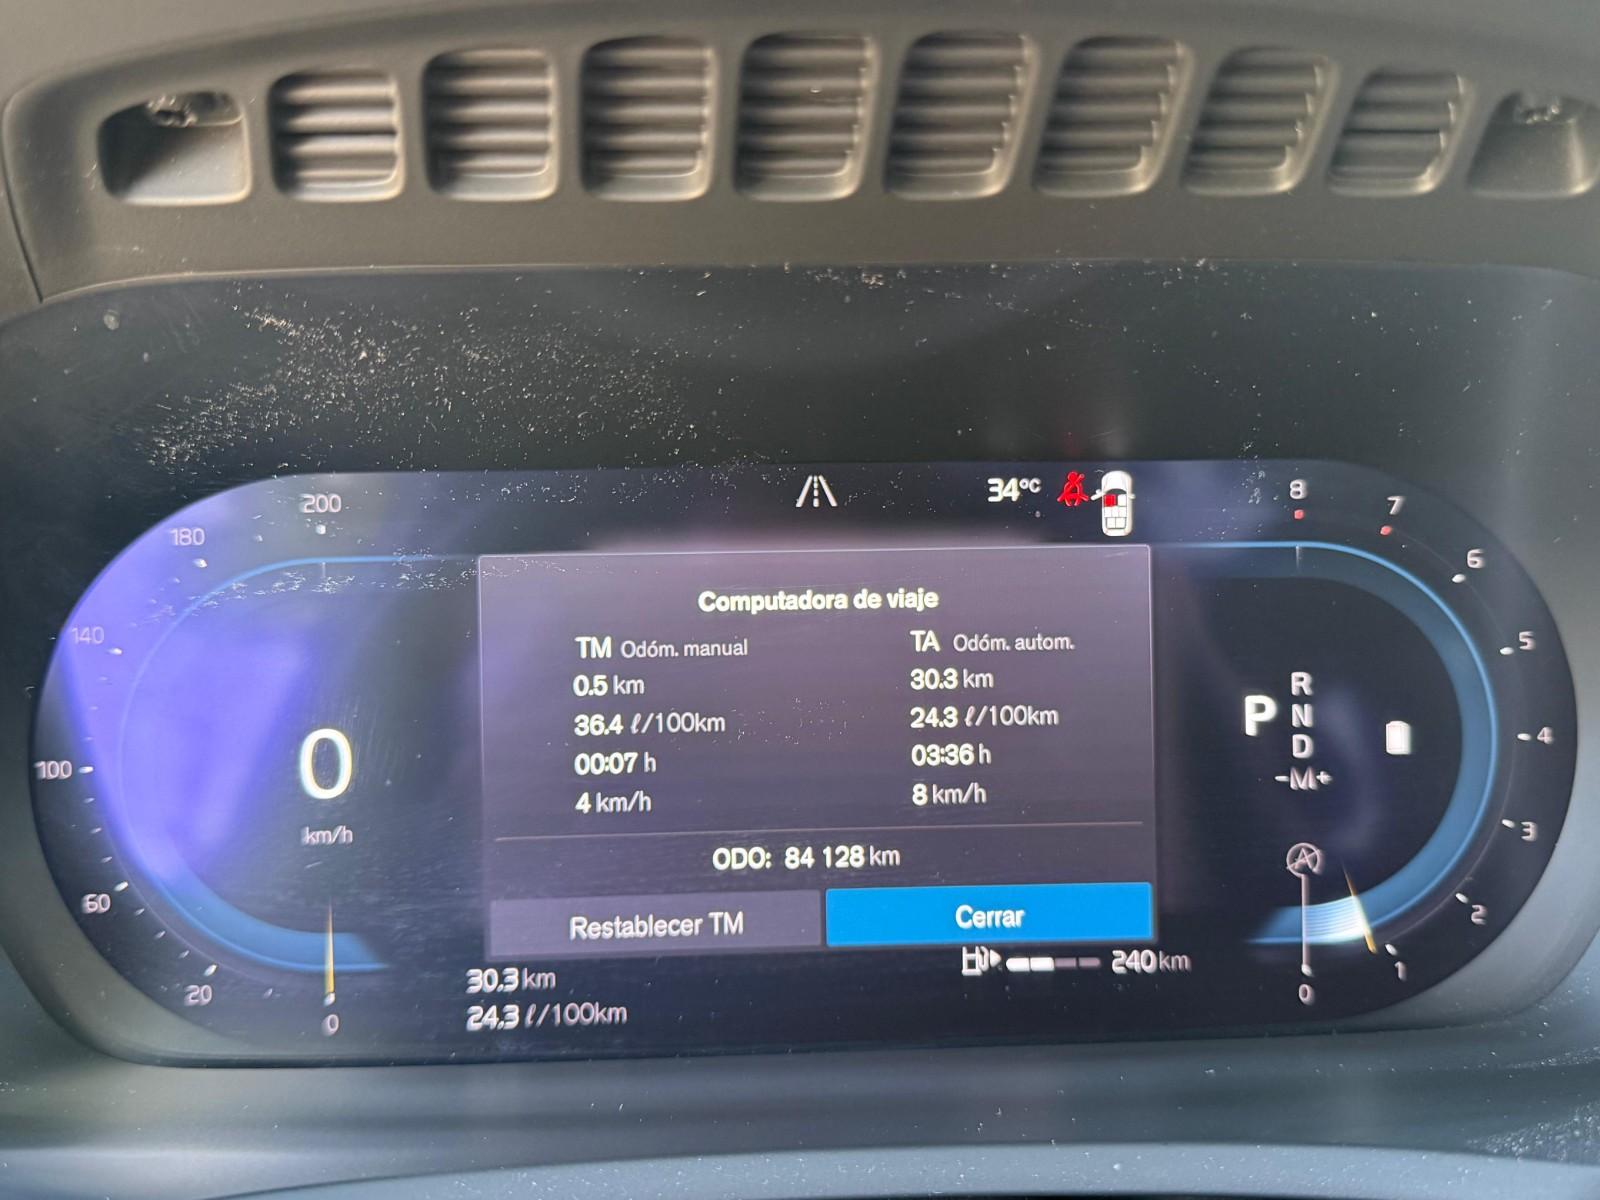 200
180
140
100
60
20
0
34°C
8
7
6
5
4
3
2
1
0
0
km/h
Computadora de viaje
TM Odóm. manual
0.5 km
36.4 ℓ/100km
00:07 h
4 km/h
TA Odóm. autom.
30.3 km
24.3 ℓ/100km
03:36 h
8 km/h
ODO: 84 128 km
Restablecer TM
Cerrar
30.3 km
24.3 ℓ/100km
240 km
P
R
N
D
-M+
A